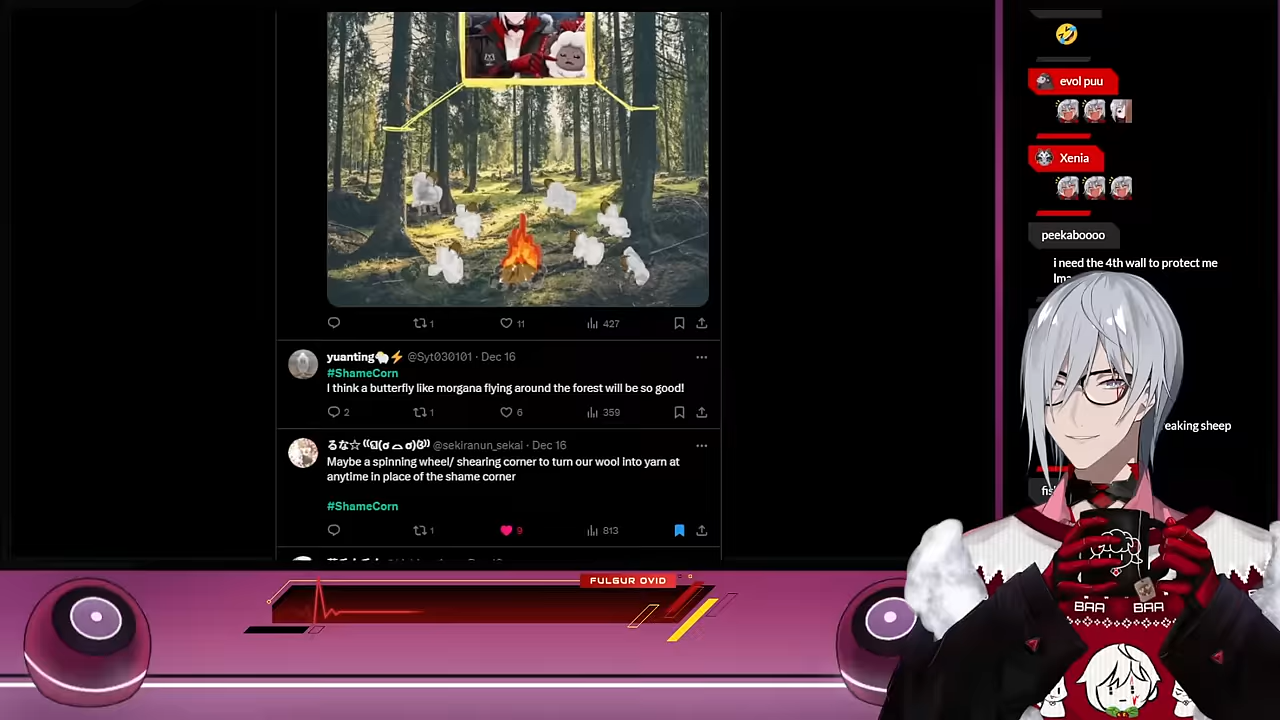 1
11
427
yuanting🐑⚡ @Syt030101 · Dec 16
#ShameCorn
I think a butterfly like morgana flying around the forest will be so good!
2
1
6
359
@sekiranun_sekai · Dec 16
Maybe a spinning wheel/ shearing corner to turn our wool into yarn at
anytime in place of the shame corner
#ShameCorn
1
9
813
FULGUR OVID
evol puu
Xenia
peekaboooo
i need the 4th wall to protect me
eaking sheep
BAA BAA